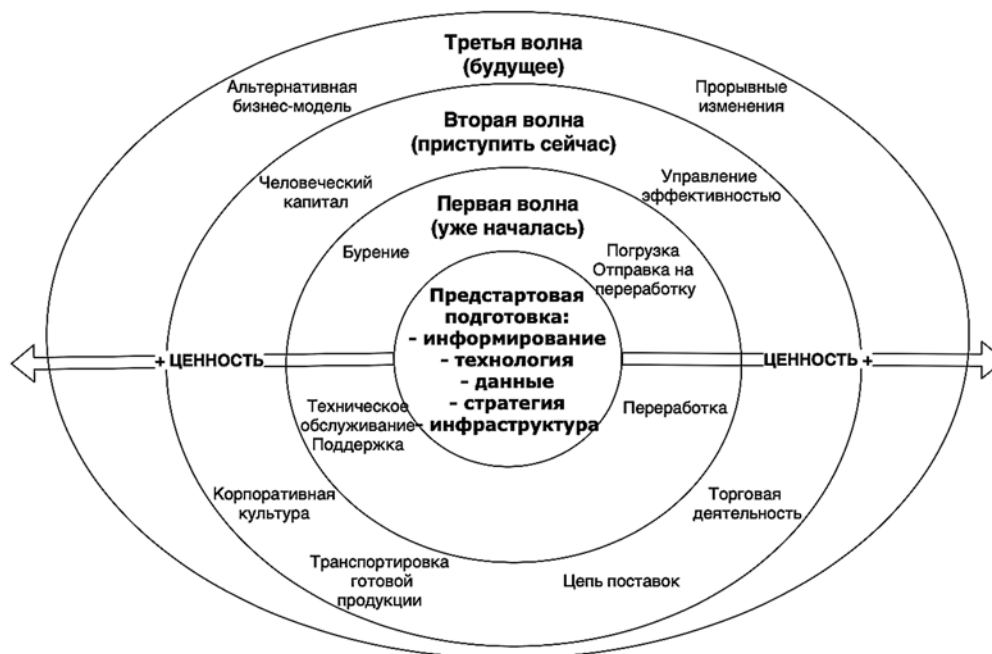 Третья волна
(будущее)
Альтернативная
бизнес-модель
Прорывные
изменения
Вторая волна
(приступить сейчас)
Человеческий
капитал
Управление
эффективностью
Первая волна
(уже началась)
Бурение
Погрузка
Отправка на
переработку
Предстартовая
подготовка:
- информирование
- технология
- данные
- стратегия
- инфраструктура
+ ЦЕННОСТЬ
ЦЕННОСТЬ +
Техническое
обслуживание
Поддержка
Переработка
Корпоративная
культура
Торговая
деятельность
Транспортировка
готовой
продукции
Цепь поставок